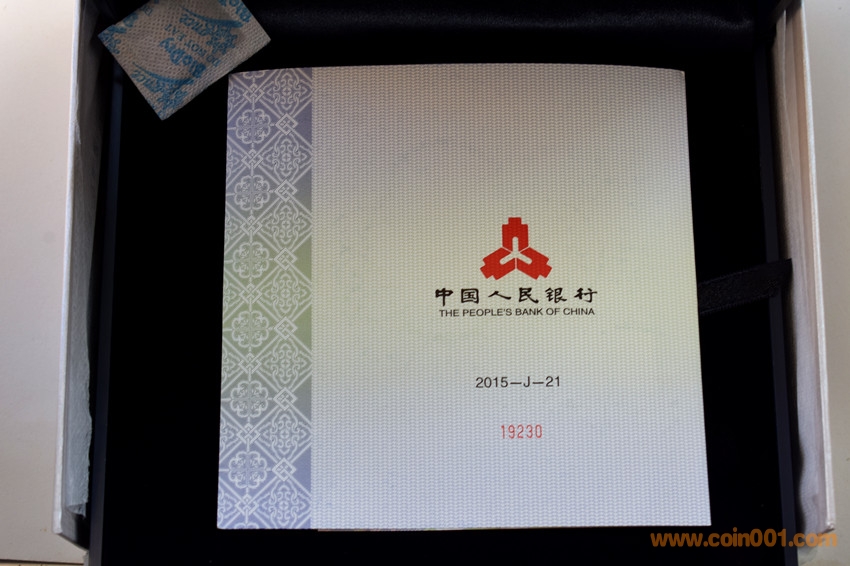 中国人民银行
THE PEOPLE'S BANK OF CHINA
2015—J—21
19230
www.coin001.com